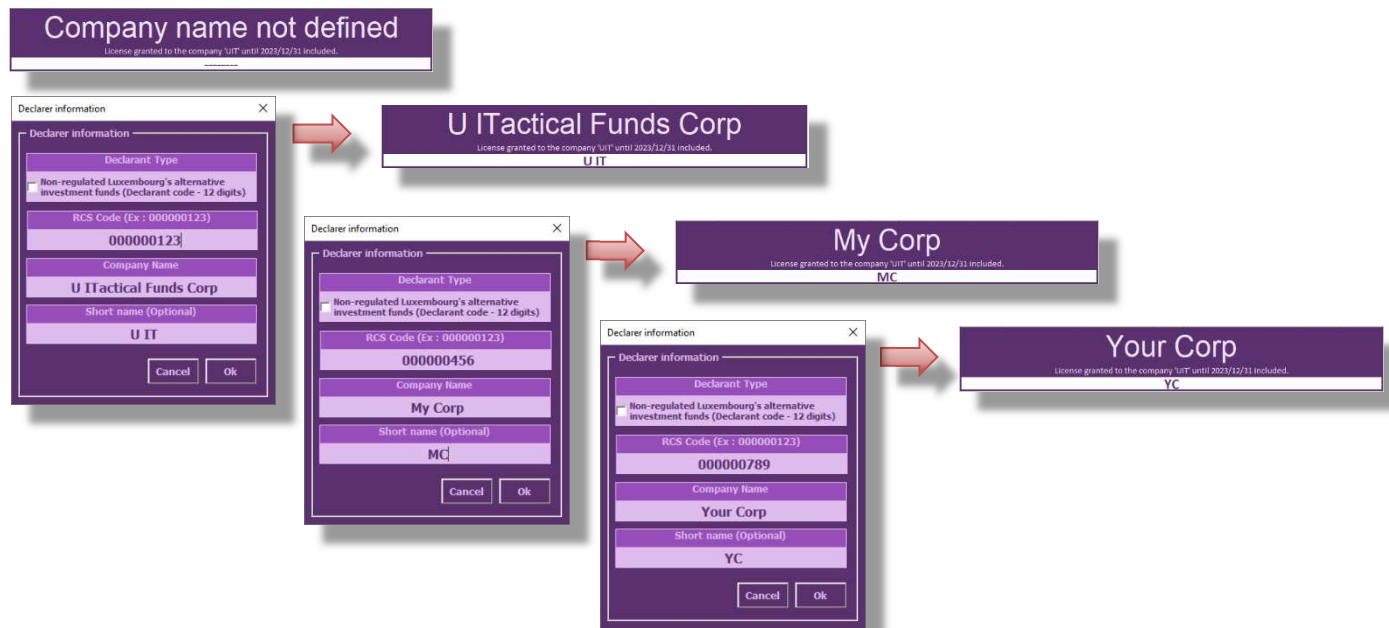 Company name not defined
License granted to the company 'UIT' until 2023/12/31 included.
--------
Declarer information
Declarer information
Declarant Type
Non-regulated Luxembourg's alternative
investment funds (Declarant code - 12 digits)
RCS Code (Ex : 000000123)
000000123
Company Name
U ITactical Funds Corp
Short name (Optional)
U IT
Cancel Ok
U ITactical Funds Corp
License granted to the company 'UIT' until 2023/12/31 included.
U IT
Declarer information
Declarer information
Declarant Type
Non-regulated Luxembourg's alternative
investment funds (Declarant code - 12 digits)
RCS Code (Ex : 000000123)
000000456
Company Name
My Corp
Short name (Optional)
MC
Cancel Ok
My Corp
License granted to the company 'UIT' until 2023/12/31 included.
MC
Declarer information
Declarer information
Declarant Type
Non-regulated Luxembourg's alternative
investment funds (Declarant code - 12 digits)
RCS Code (Ex : 000000123)
000000789
Company Name
Your Corp
Short name (Optional)
YC
Cancel Ok
Your Corp
License granted to the company 'UIT' until 2023/12/31 included.
YC